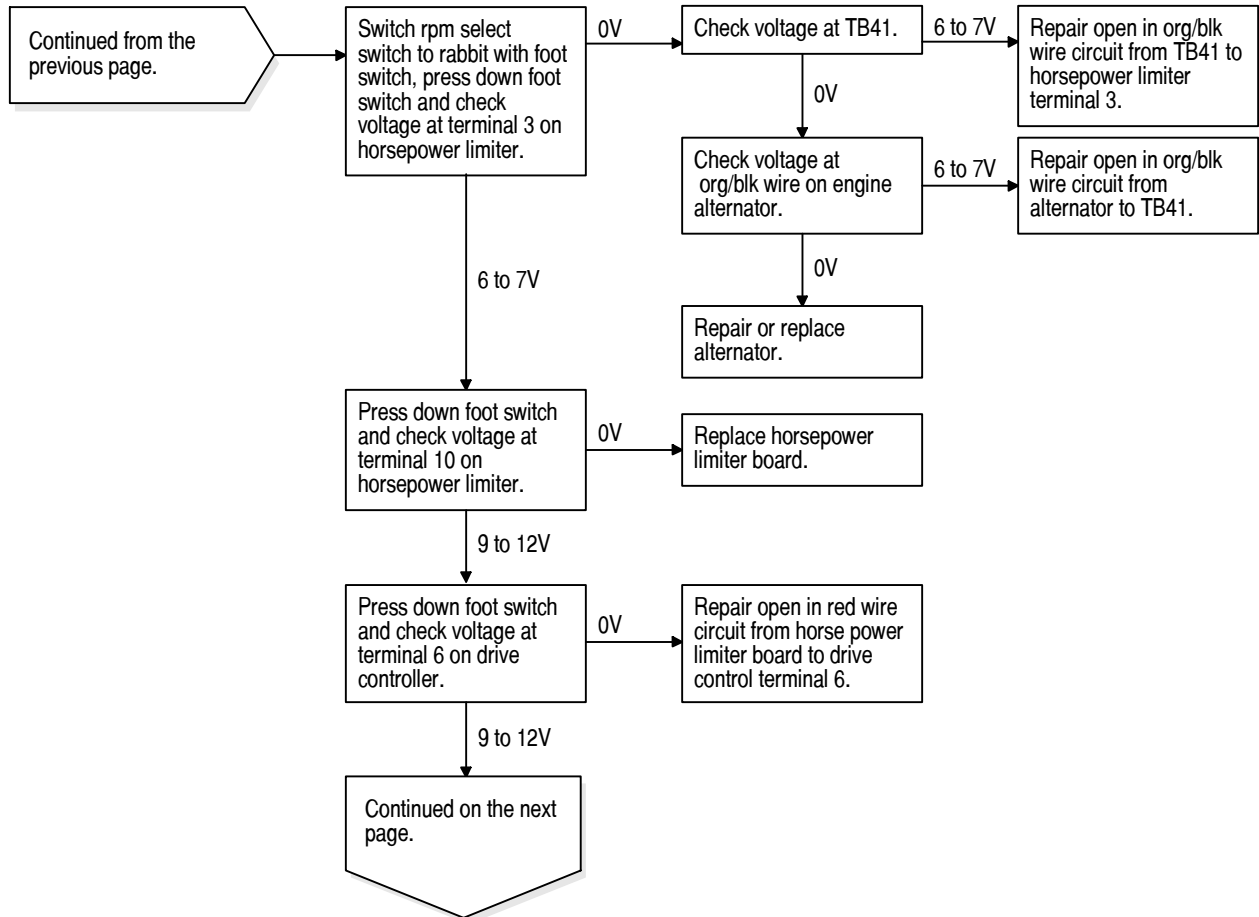 Continued from the
previous page.
Switch rpm select
switch to rabbit with foot
switch, press down foot
switch and check
voltage at terminal 3 on
horsepower limiter.
0V
Check voltage at TB41.
6 to 7V
Repair open in org/blk
wire circuit from TB41 to
horsepower limiter
terminal 3.
0V
Check voltage at
org/blk wire on engine
alternator.
6 to 7V
Repair open in org/blk
wire circuit from
alternator to TB41.
0V
Repair or replace
alternator.
6 to 7V
Press down foot switch
and check voltage at
terminal 10 on
horsepower limiter.
0V
Replace horsepower
limiter board.
9 to 12V
Press down foot switch
and check voltage at
terminal 6 on drive
controller.
0V
Repair open in red wire
circuit from horse power
limiter board to drive
control terminal 6.
9 to 12V
Continued on the next
page.